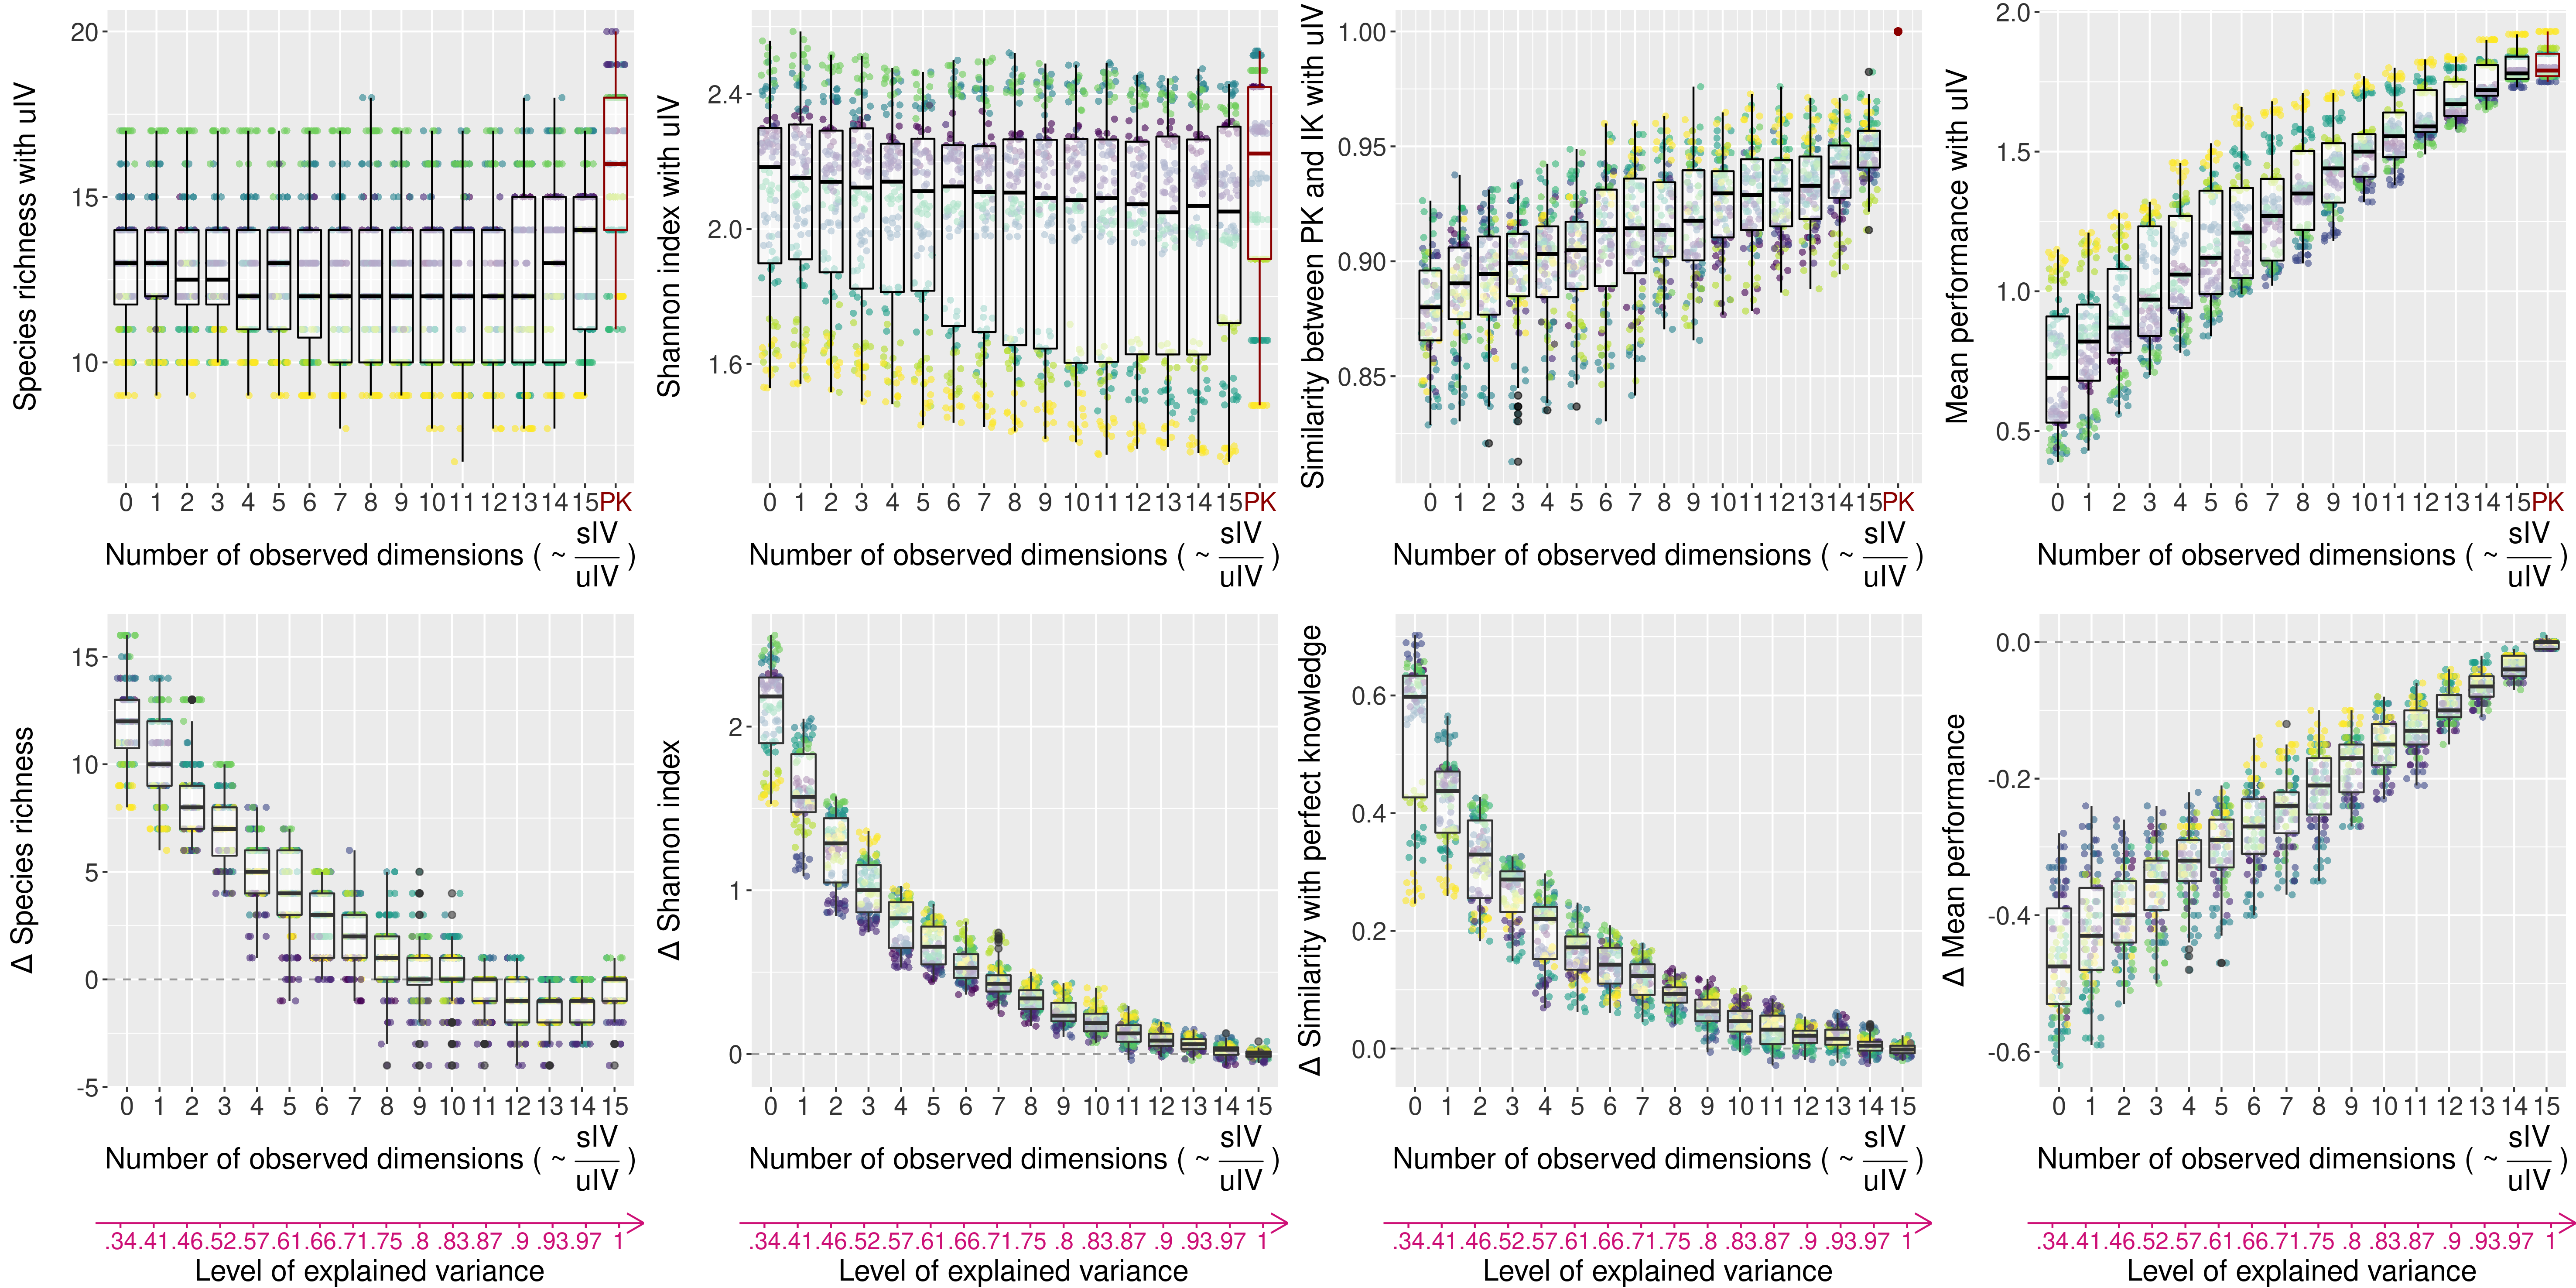 Species richness with uIV
20
15
10
0 1 2 3 4 5 6 7 8 9 10 11 12 13 14 15 PK
Number of observed dimensions ( ~ sIV/uIV )
Shannon index with uIV
2.4
2.0
1.6
0 1 2 3 4 5 6 7 8 9 10 11 12 13 14 15 PK
Number of observed dimensions ( ~ sIV/uIV )
Similarity between PK and IK with uIV
1.00
0.95
0.90
0.85
0 1 2 3 4 5 6 7 8 9 10 11 12 13 14 15 PK
Number of observed dimensions ( ~ sIV/uIV )
Mean performance with uIV
2.0
1.5
1.0
0.5
0 1 2 3 4 5 6 7 8 9 10 11 12 13 14 15 PK
Number of observed dimensions ( ~ sIV/uIV )
Δ Species richness
15
10
5
0
-5
0 1 2 3 4 5 6 7 8 9 10 11 12 13 14 15
Number of observed dimensions ( ~ sIV/uIV )
.34 .41 .46 .52 .57 .61 .66 .71 .75 .8 .83 .87 .9 .93 .97 1
Level of explained variance
Δ Shannon index
2
1
0
0 1 2 3 4 5 6 7 8 9 10 11 12 13 14 15
Number of observed dimensions ( ~ sIV/uIV )
.34 .41 .46 .52 .57 .61 .66 .71 .75 .8 .83 .87 .9 .93 .97 1
Level of explained variance
Δ Similarity with perfect knowledge
0.6
0.4
0.2
0.0
0 1 2 3 4 5 6 7 8 9 10 11 12 13 14 15
Number of observed dimensions ( ~ sIV/uIV )
.34 .41 .46 .52 .57 .61 .66 .71 .75 .8 .83 .87 .9 .93 .97 1
Level of explained variance
Δ Mean performance
0.0
-0.2
-0.4
-0.6
0 1 2 3 4 5 6 7 8 9 10 11 12 13 14 15
Number of observed dimensions ( ~ sIV/uIV )
.34 .41 .46 .52 .57 .61 .66 .71 .75 .8 .83 .87 .9 .93 .97 1
Level of explained variance